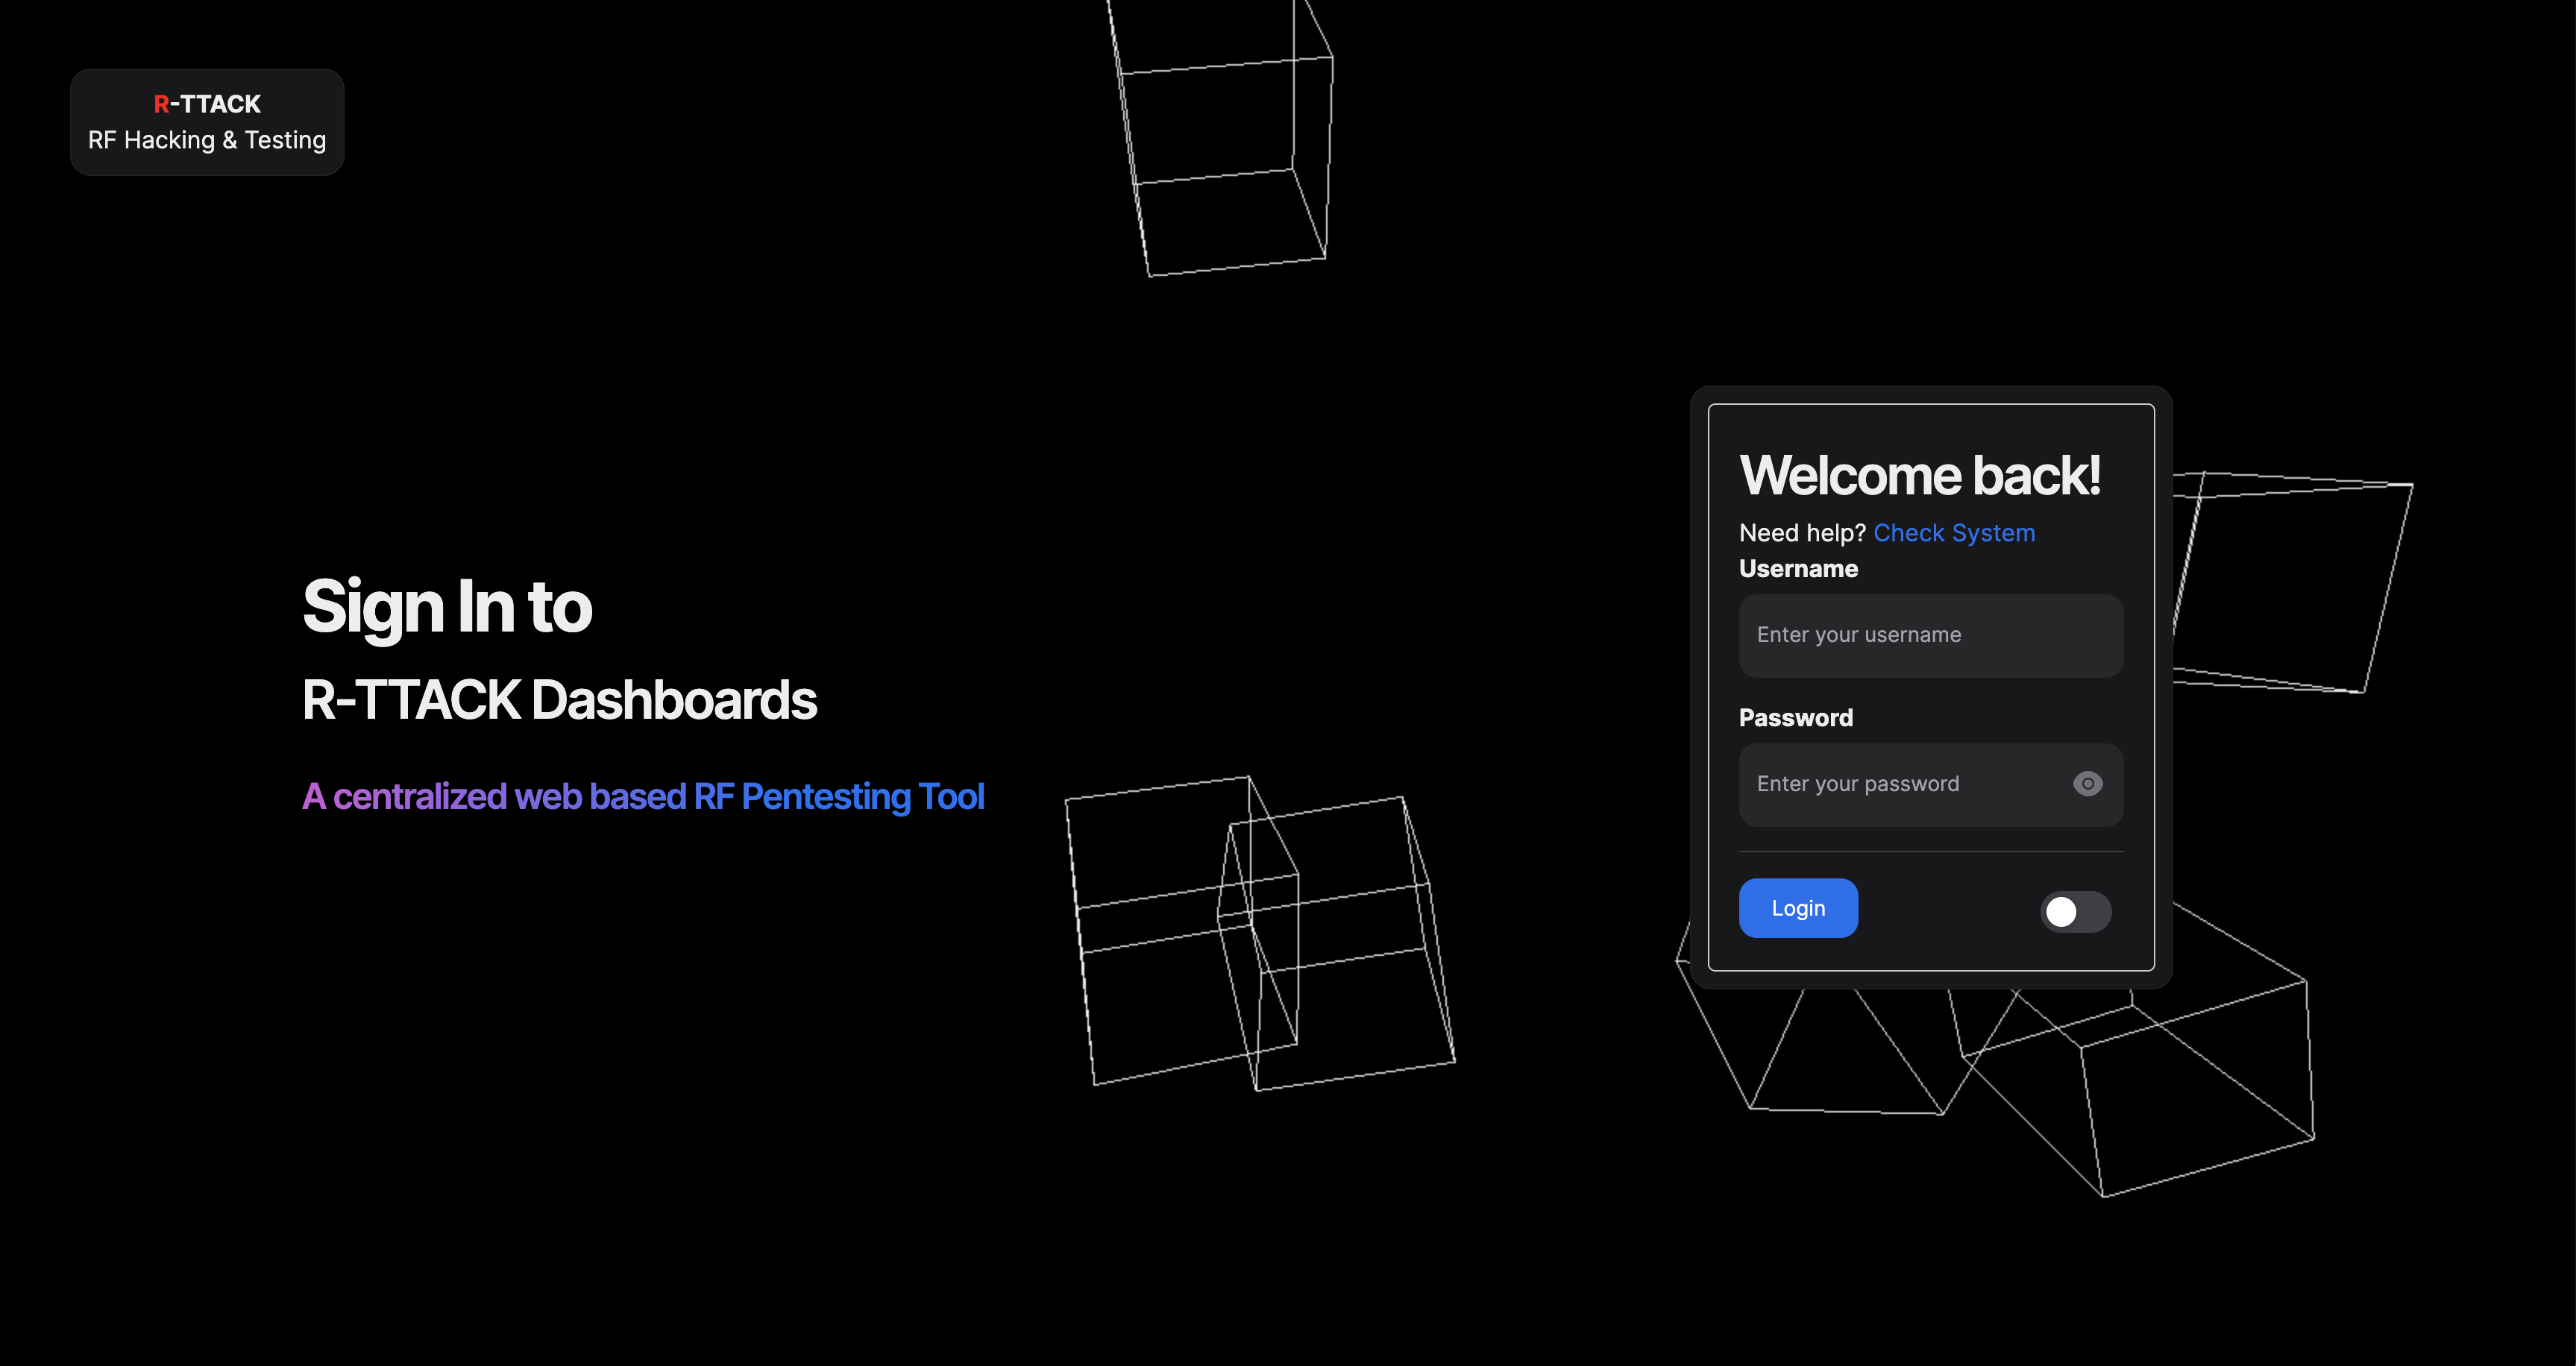 R-TTACK
RF Hacking & Testing
Sign In to
R-TTACK Dashboards
A centralized web based RF Pentesting Tool
Welcome back!
Need help? Check System
Username
Enter your username
Password
Enter your password
Login